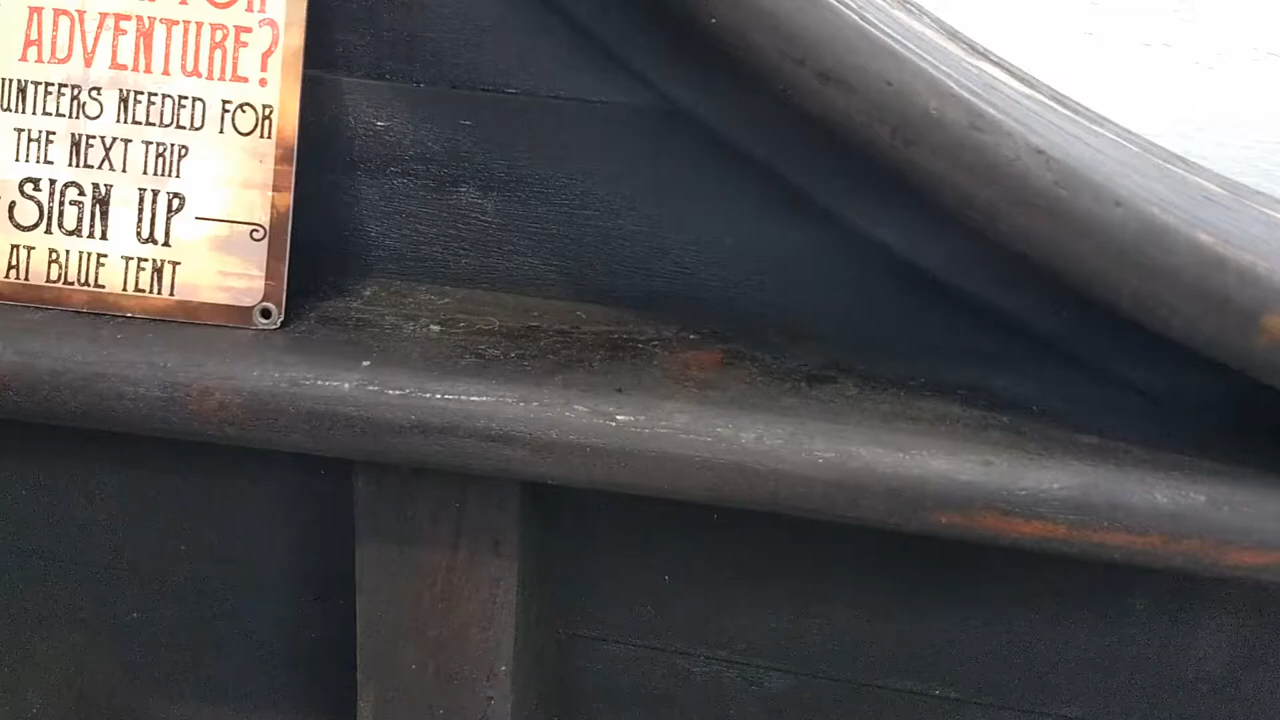 ADVENTURE?
UNTEERS NEEDED FOR
THE NEXT TRIP
SIGN UP
AT BLUE TENT